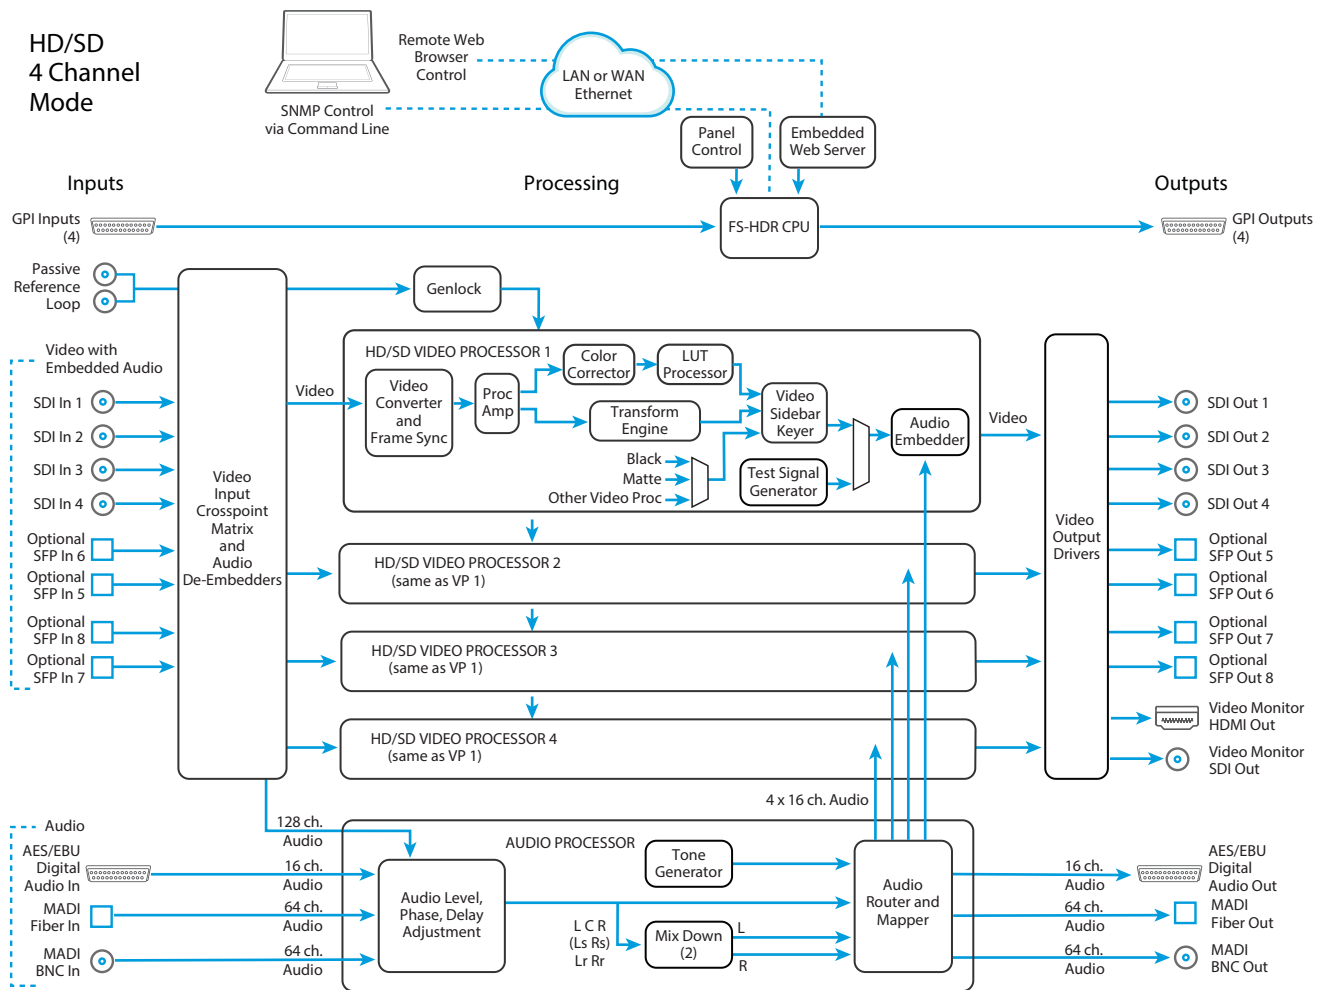 HD/SD
4 Channel
Mode
Remote Web
Browser
Control
LAN or WAN
Ethernet
SNMP Control
via Command Line
Panel
Control
Embedded
Web Server
Inputs
Processing
Outputs
GPI Inputs
(4)
FS-HDR CPU
GPI Outputs
(4)
Passive
Reference
Loop
Genlock
Video with
Embedded Audio
SDI In 1
SDI In 2
SDI In 3
SDI In 4
Optional
SFP In 6
Optional
SFP In 5
Optional
SFP In 8
Optional
SFP In 7
Video
Input
Crosspoint
Matrix
and
Audio
De-Embedders
Video
HD/SD VIDEO PROCESSOR 1
Video
Converter
and
Frame Sync
Proc
Amp
Color
Corrector
LUT
Processor
Transform
Engine
Video
Sidebar
Keyer
Black
Matte
Other Video Proc
Test Signal
Generator
Audio
Embedder
Video
HD/SD VIDEO PROCESSOR 2
(same as VP 1)
HD/SD VIDEO PROCESSOR 3
(same as VP 1)
HD/SD VIDEO PROCESSOR 4
(same as VP 1)
Video
Output
Drivers
SDI Out 1
SDI Out 2
SDI Out 3
SDI Out 4
Optional
SFP Out 5
Optional
SFP Out 6
Optional
SFP Out 7
Optional
SFP Out 8
Video Monitor
HDMI Out
Video Monitor
SDI Out
4 x 16 ch. Audio
Audio
AES/EBU
Digital
Audio In
MADI
Fiber In
MADI
BNC In
128 ch.
Audio
16 ch.
Audio
64 ch.
Audio
64 ch.
Audio
AUDIO PROCESSOR
Audio Level,
Phase, Delay
Adjustment
Tone
Generator
L C R
(Ls Rs)
Lr Rr
Mix Down
(2)
L
R
Audio
Router and
Mapper
16 ch.
Audio
64 ch.
Audio
64 ch.
Audio
AES/EBU
Digital
Audio Out
MADI
Fiber Out
MADI
BNC Out